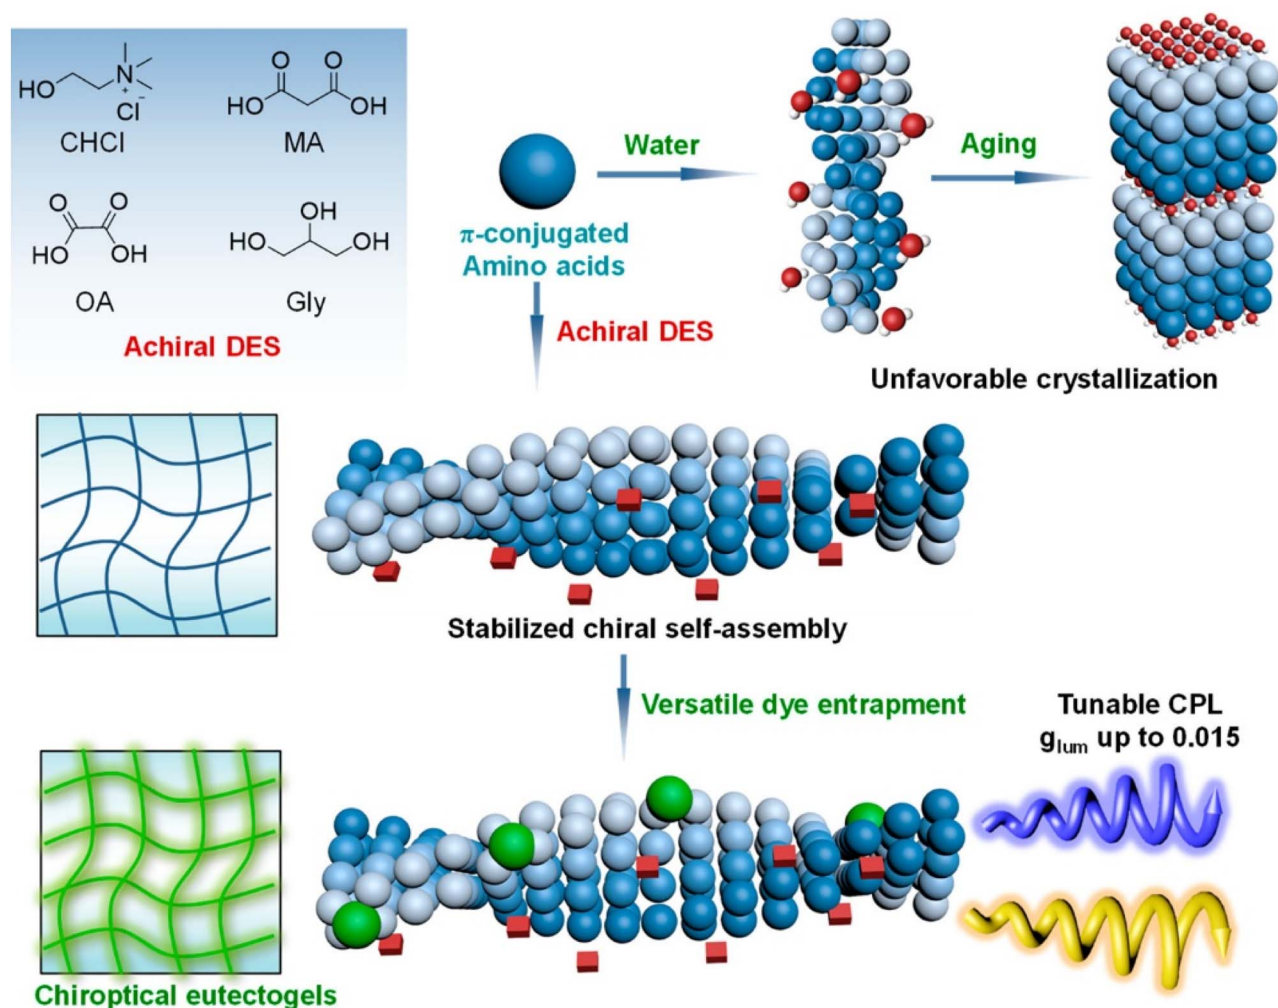 HO
N
+
Cl
-
CHCl
O
O
HO
OH
MA
O
O
HO
OH
OA
OH
HO
OH
Gly
Achiral DES
π-conjugated
Amino acids
Water
Aging
Achiral DES
Unfavorable crystallization
Stabilized chiral self-assembly
Versatile dye entrapment
Tunable CPL
glum up to 0.015
Chiroptical eutectogels